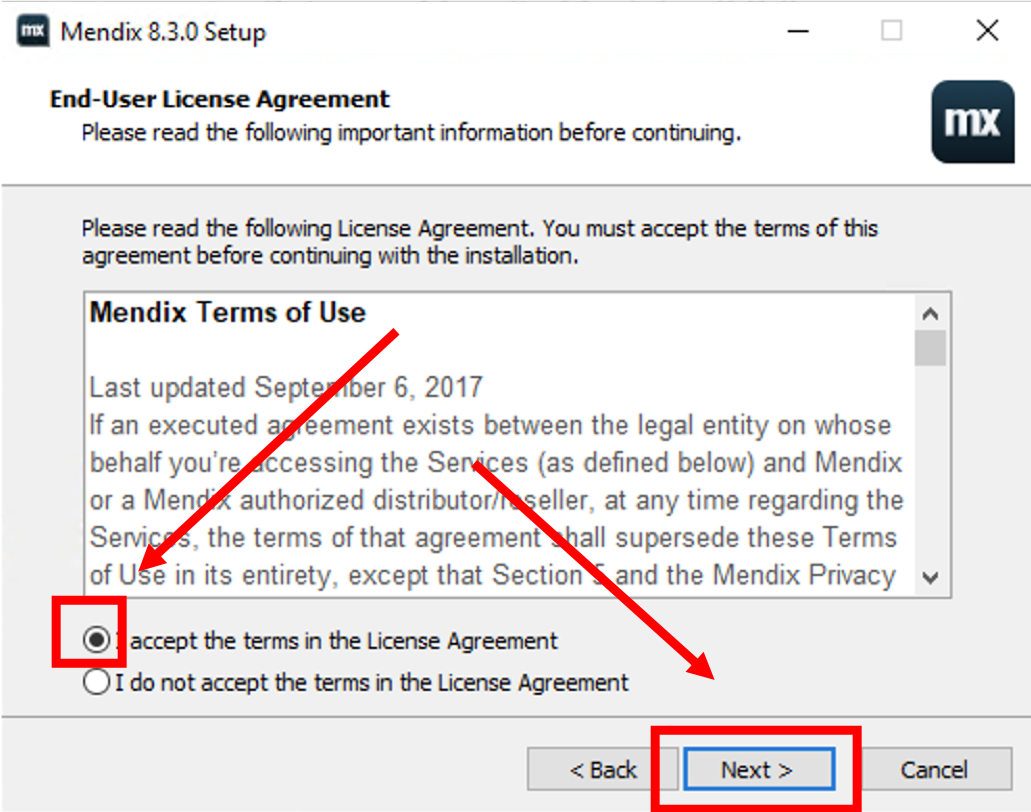 mx Mendix 8.3.0 Setup
End-User License Agreement
Please read the following important information before continuing.
mx
Please read the following License Agreement. You must accept the terms of this
agreement before continuing with the installation.
Mendix Terms of Use
Last updated September 6, 2017
If an executed agreement exists between the legal entity on whose
behalf you're accessing the Services (as defined below) and Mendix
or a Mendix authorized distributor/reseller, at any time regarding the
Services, the terms of that agreement shall supersede these Terms
of Use in its entirety, except that Section 5 and the Mendix Privacy
I accept the terms in the License Agreement
I do not accept the terms in the License Agreement
< Back Next > Cancel